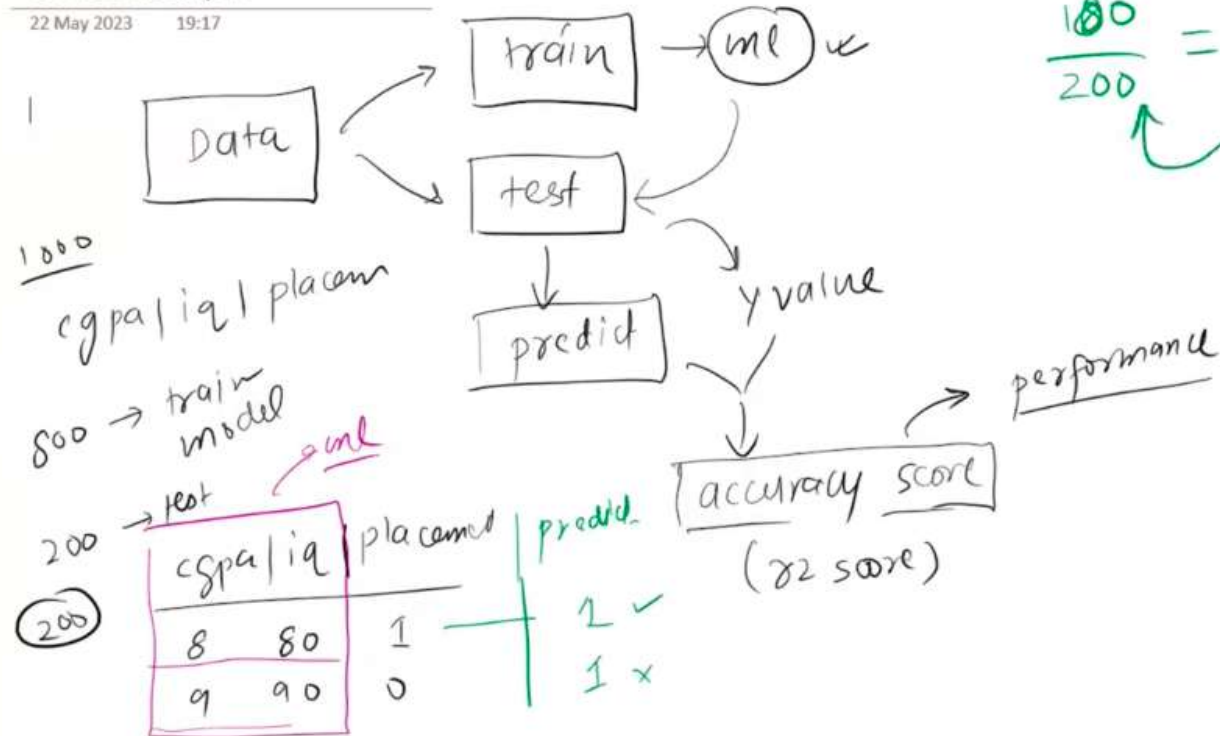 22 May 2023 19:17
train → ml
Data
test
1000
cgpa | iq |
predict
y value
performance
800 → train
model
ml
accuracy score
(r2 score)
200 → test
cgpa | iq | placement | predict
200
8 80 1 1 ✓
9 90 0 1 x
200 =